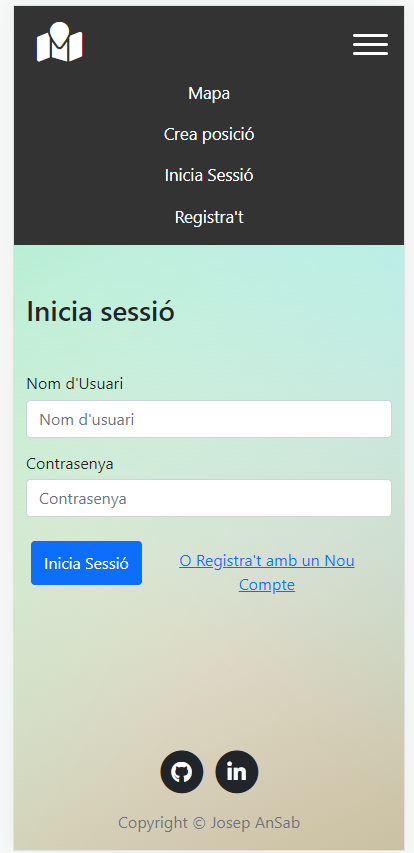 Mapa
Crea posició
Inicia Sessió
Registra't
Inicia sessió
Nom d'Usuari
Nom d'usuari
Contrasenya
Contrasenya
Inicia Sessió
O Registra't amb un Nou
Compte
in
Copyright © Josep AnSab